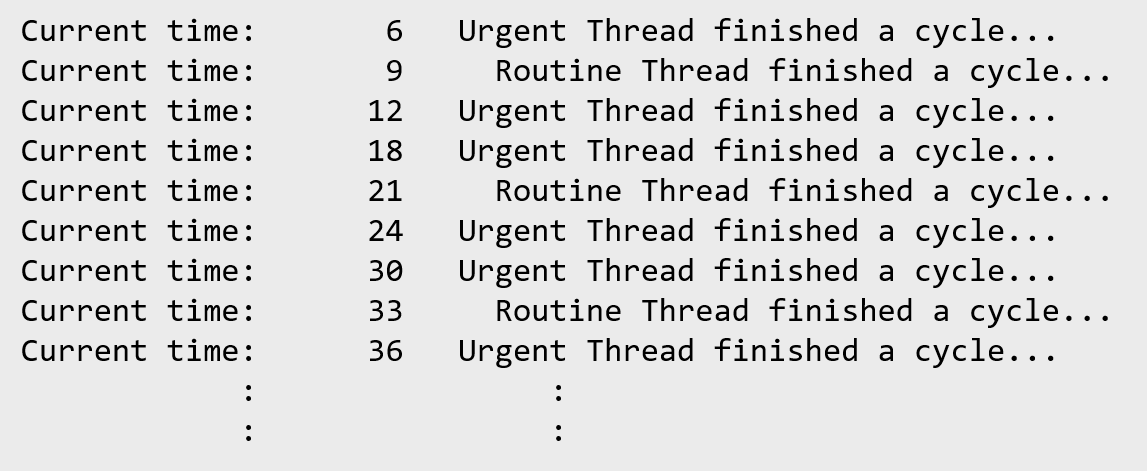 Current time:       6   Urgent Thread finished a cycle...
Current time:       9     Routine Thread finished a cycle...
Current time:      12   Urgent Thread finished a cycle...
Current time:      18   Urgent Thread finished a cycle...
Current time:      21     Routine Thread finished a cycle...
Current time:      24   Urgent Thread finished a cycle...
Current time:      30   Urgent Thread finished a cycle...
Current time:      33     Routine Thread finished a cycle...
Current time:      36   Urgent Thread finished a cycle...
            :                :
            :                :